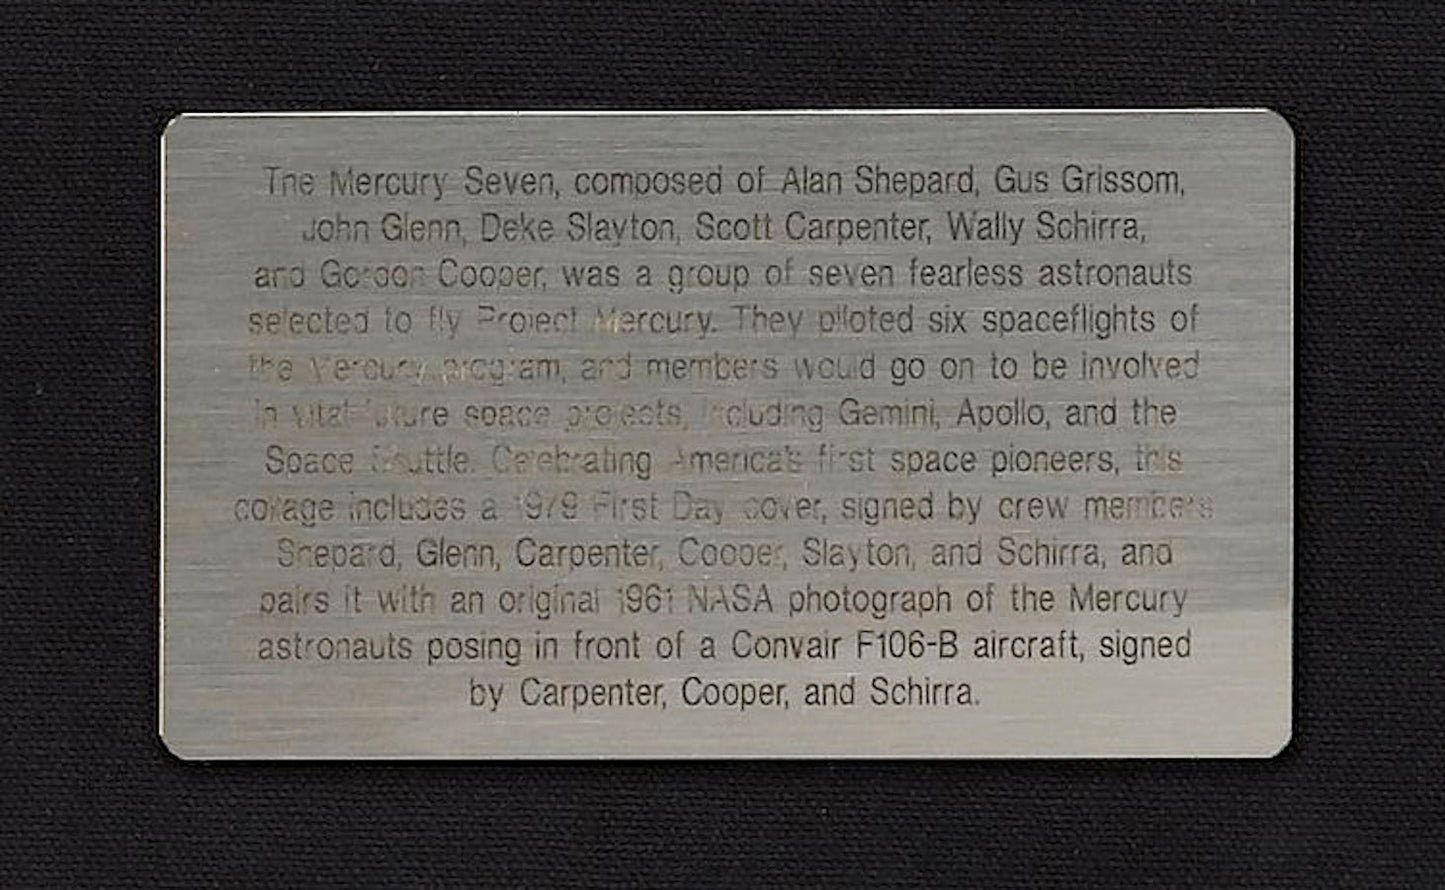 The Mercury Seven, composed of Alan Shepard, Gus Grissom,
John Glenn, Deke Slayton, Scott Carpenter, Wally Schirra,
and Gordon Cooper, was a group of seven fearless astronauts
selected to fly Project Mercury. They piloted six spaceflights of
the Mercury program, and members would go on to be involved
in vital future space projects, including Gemini, Apollo, and the
Space Shuttle. Celebrating America's first space pioneers, this
collage includes a 1979 First Day cover, signed by crew members
Shepard, Glenn, Carpenter, Cooper, Slayton, and Schirra, and
pairs it with an original 1961 NASA photograph of the Mercury
astronauts posing in front of a Convair F106-B aircraft, signed
by Carpenter, Cooper, and Schirra.